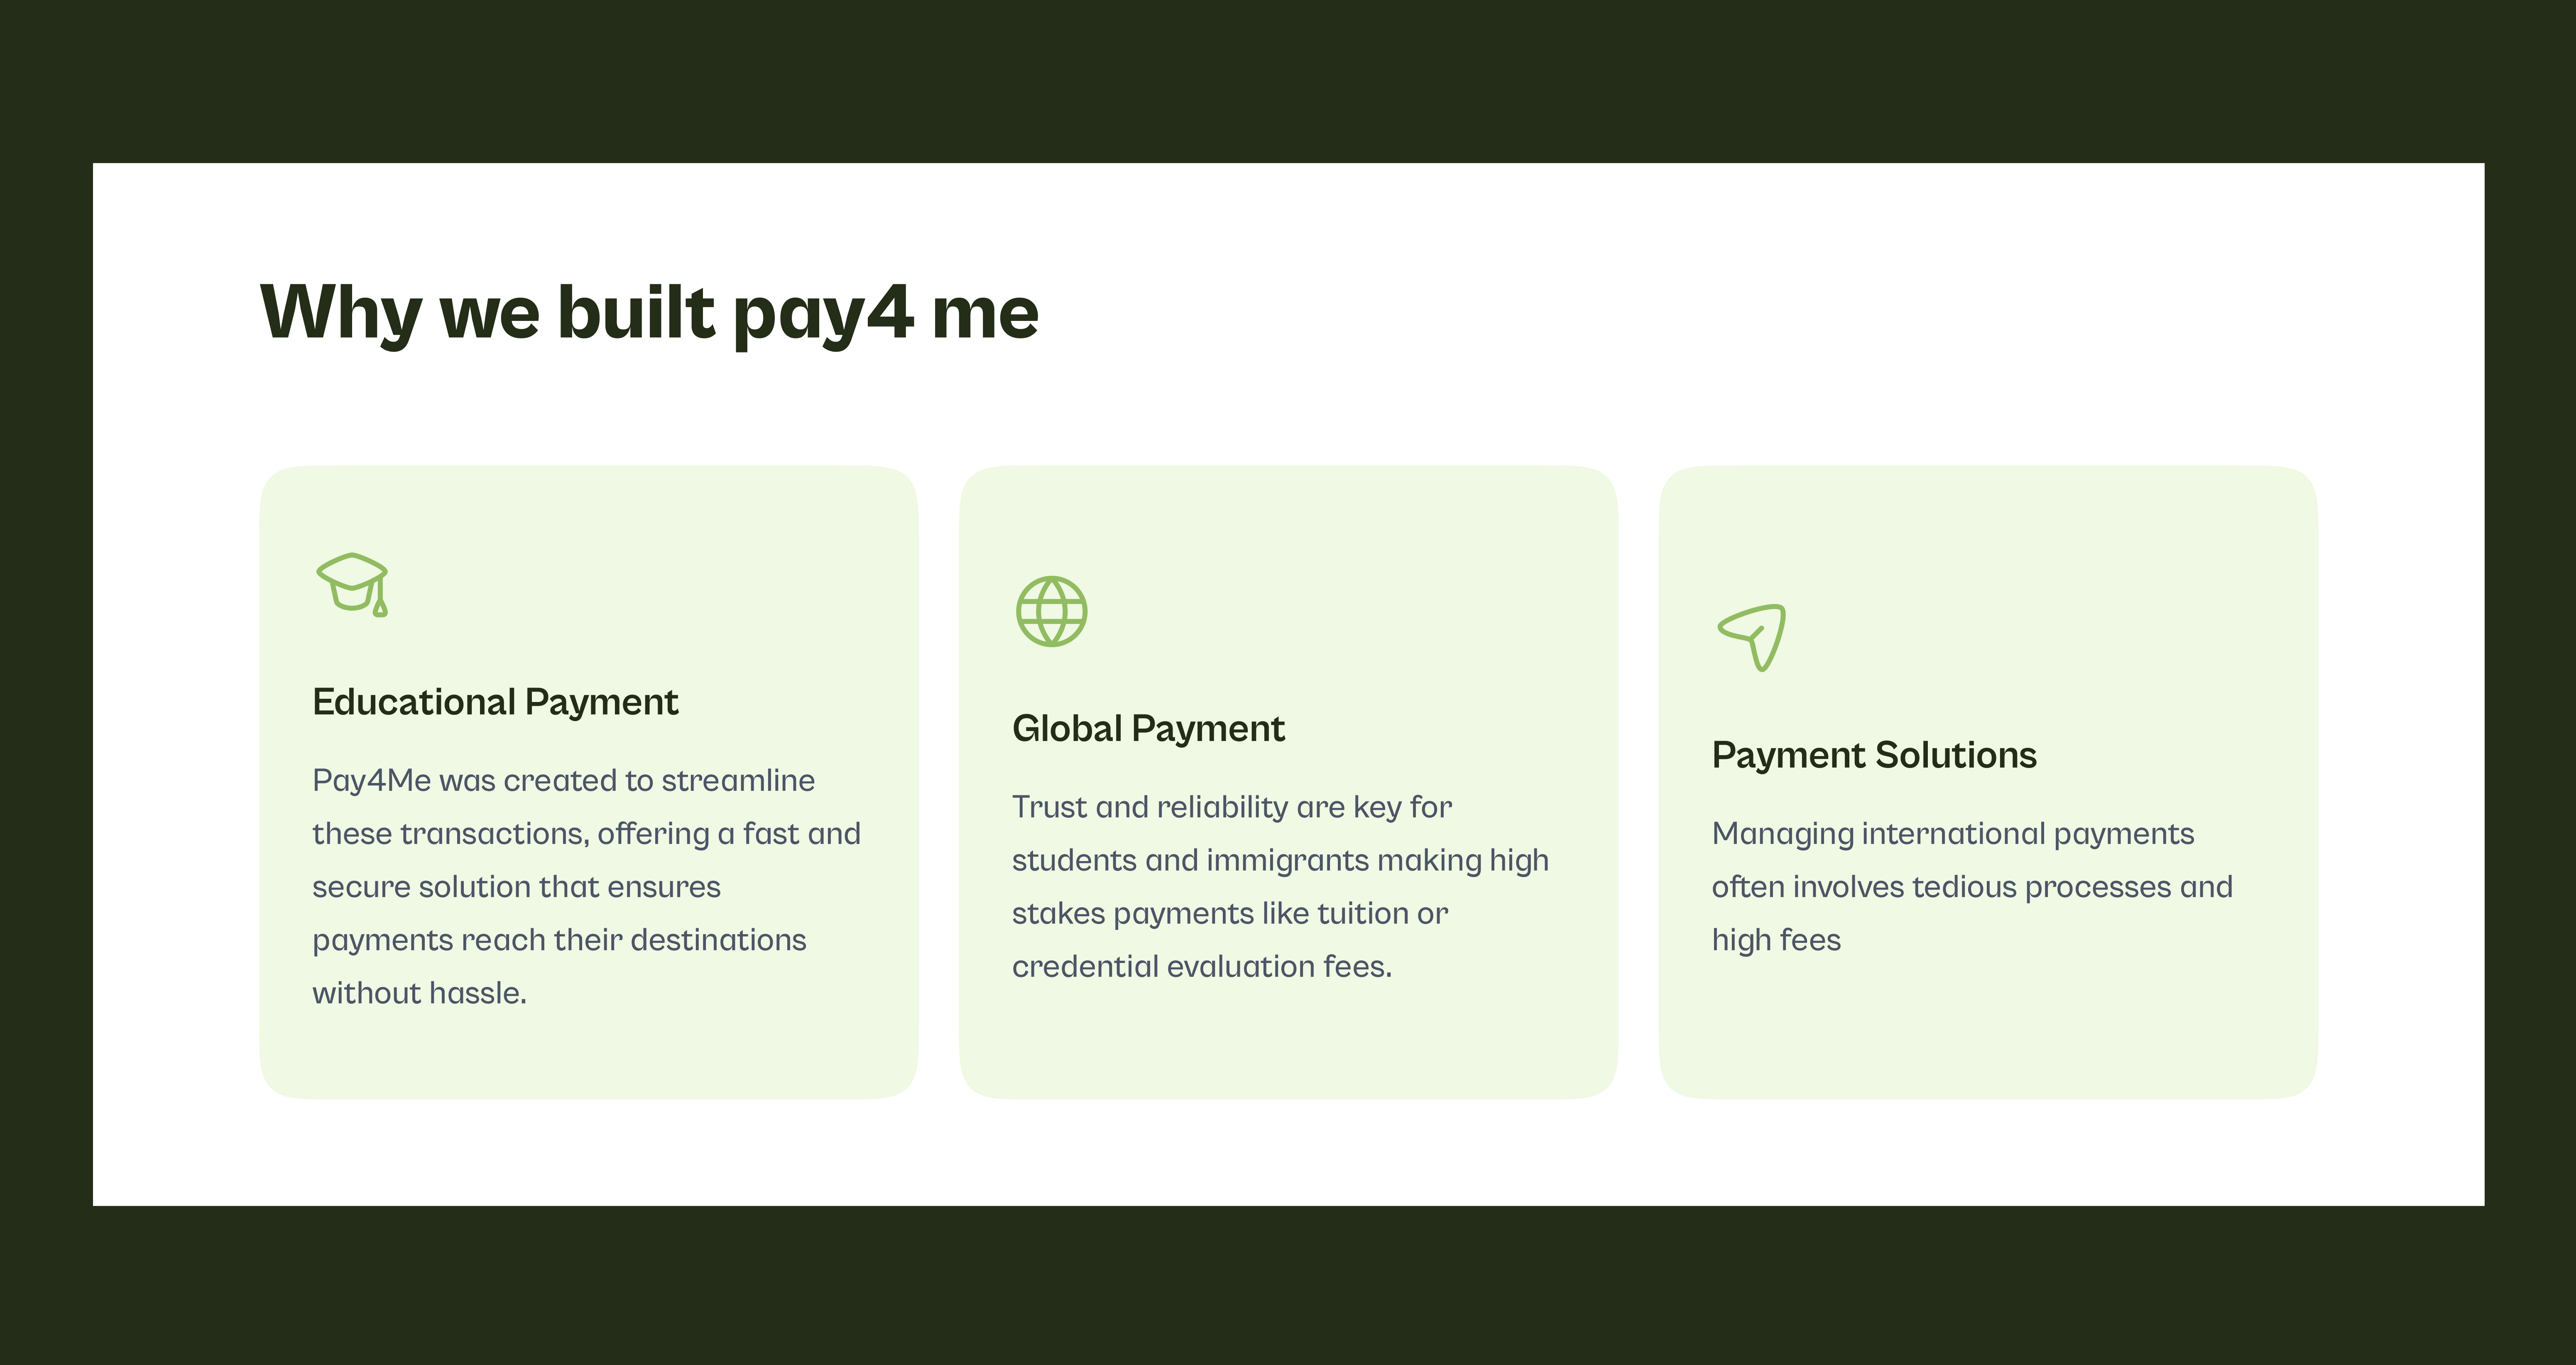 Why we built pay4 me
Educational Payment
Pay4Me was created to streamline
these transactions, offering a fast and
secure solution that ensures
payments reach their destinations
without hassle.
Global Payment
Trust and reliability are key for
students and immigrants making high
stakes payments like tuition or
credential evaluation fees.
Payment Solutions
Managing international payments
often involves tedious processes and
high fees